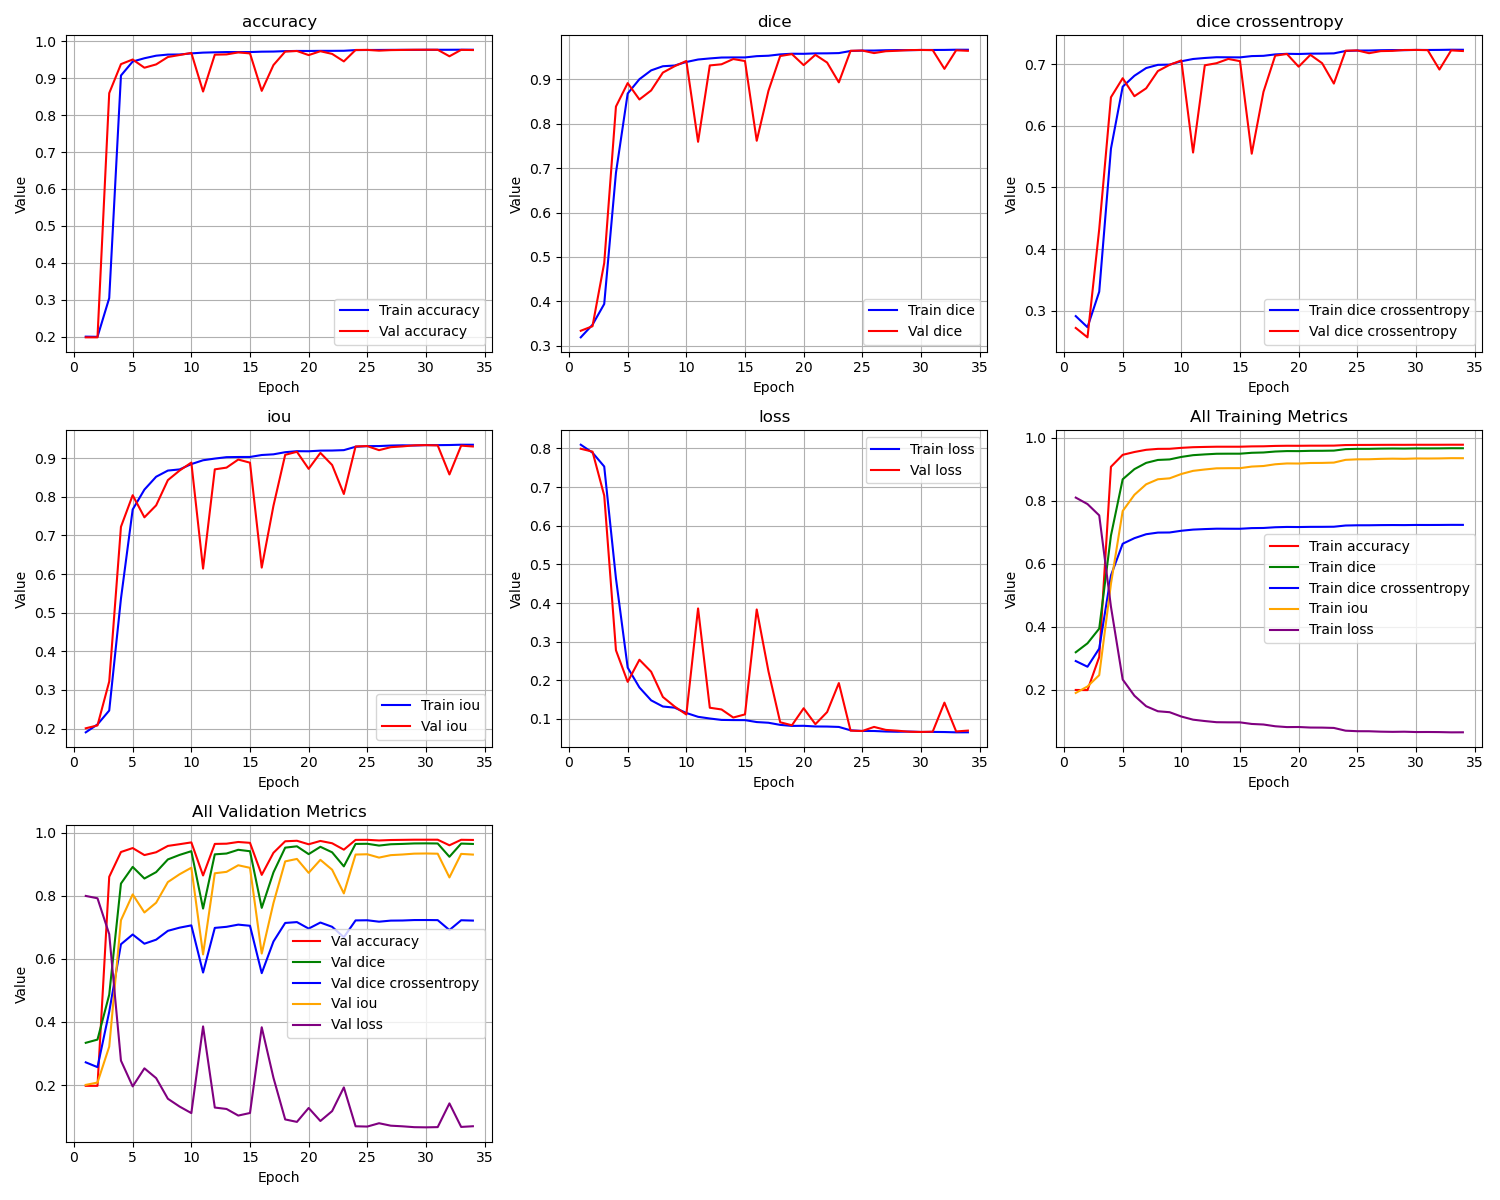 accuracy
Value
1.0
0.9
0.8
0.7
0.6
0.5
0.4
0.3
0.2
Train accuracy
Val accuracy
0 5 10 15 20 25 30 35
Epoch
dice
Value
0.9
0.8
0.7
0.6
0.5
0.4
0.3
Train dice
Val dice
0 5 10 15 20 25 30 35
Epoch
dice crossentropy
Value
0.7
0.6
0.5
0.4
0.3
Train dice crossentropy
Val dice crossentropy
0 5 10 15 20 25 30 35
Epoch
iou
Value
0.9
0.8
0.7
0.6
0.5
0.4
0.3
0.2
Train iou
Val iou
0 5 10 15 20 25 30 35
Epoch
loss
Value
0.8
0.7
0.6
0.5
0.4
0.3
0.2
0.1
Train loss
Val loss
0 5 10 15 20 25 30 35
Epoch
All Training Metrics
Value
1.0
0.8
0.6
0.4
0.2
Train accuracy
Train dice
Train dice crossentropy
Train iou
Train loss
0 5 10 15 20 25 30 35
Epoch
All Validation Metrics
Value
1.0
0.8
0.6
0.4
0.2
Val accuracy
Val dice
Val dice crossentropy
Val iou
Val loss
0 5 10 15 20 25 30 35
Epoch